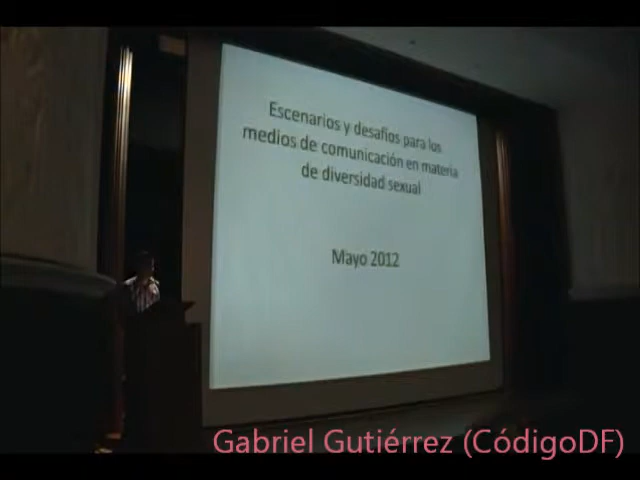 Escenarios y desafíos para los
medios de comunicación en materia
de diversidad sexual
Mayo 2012
Gabriel Gutiérrez (CódigoDF)